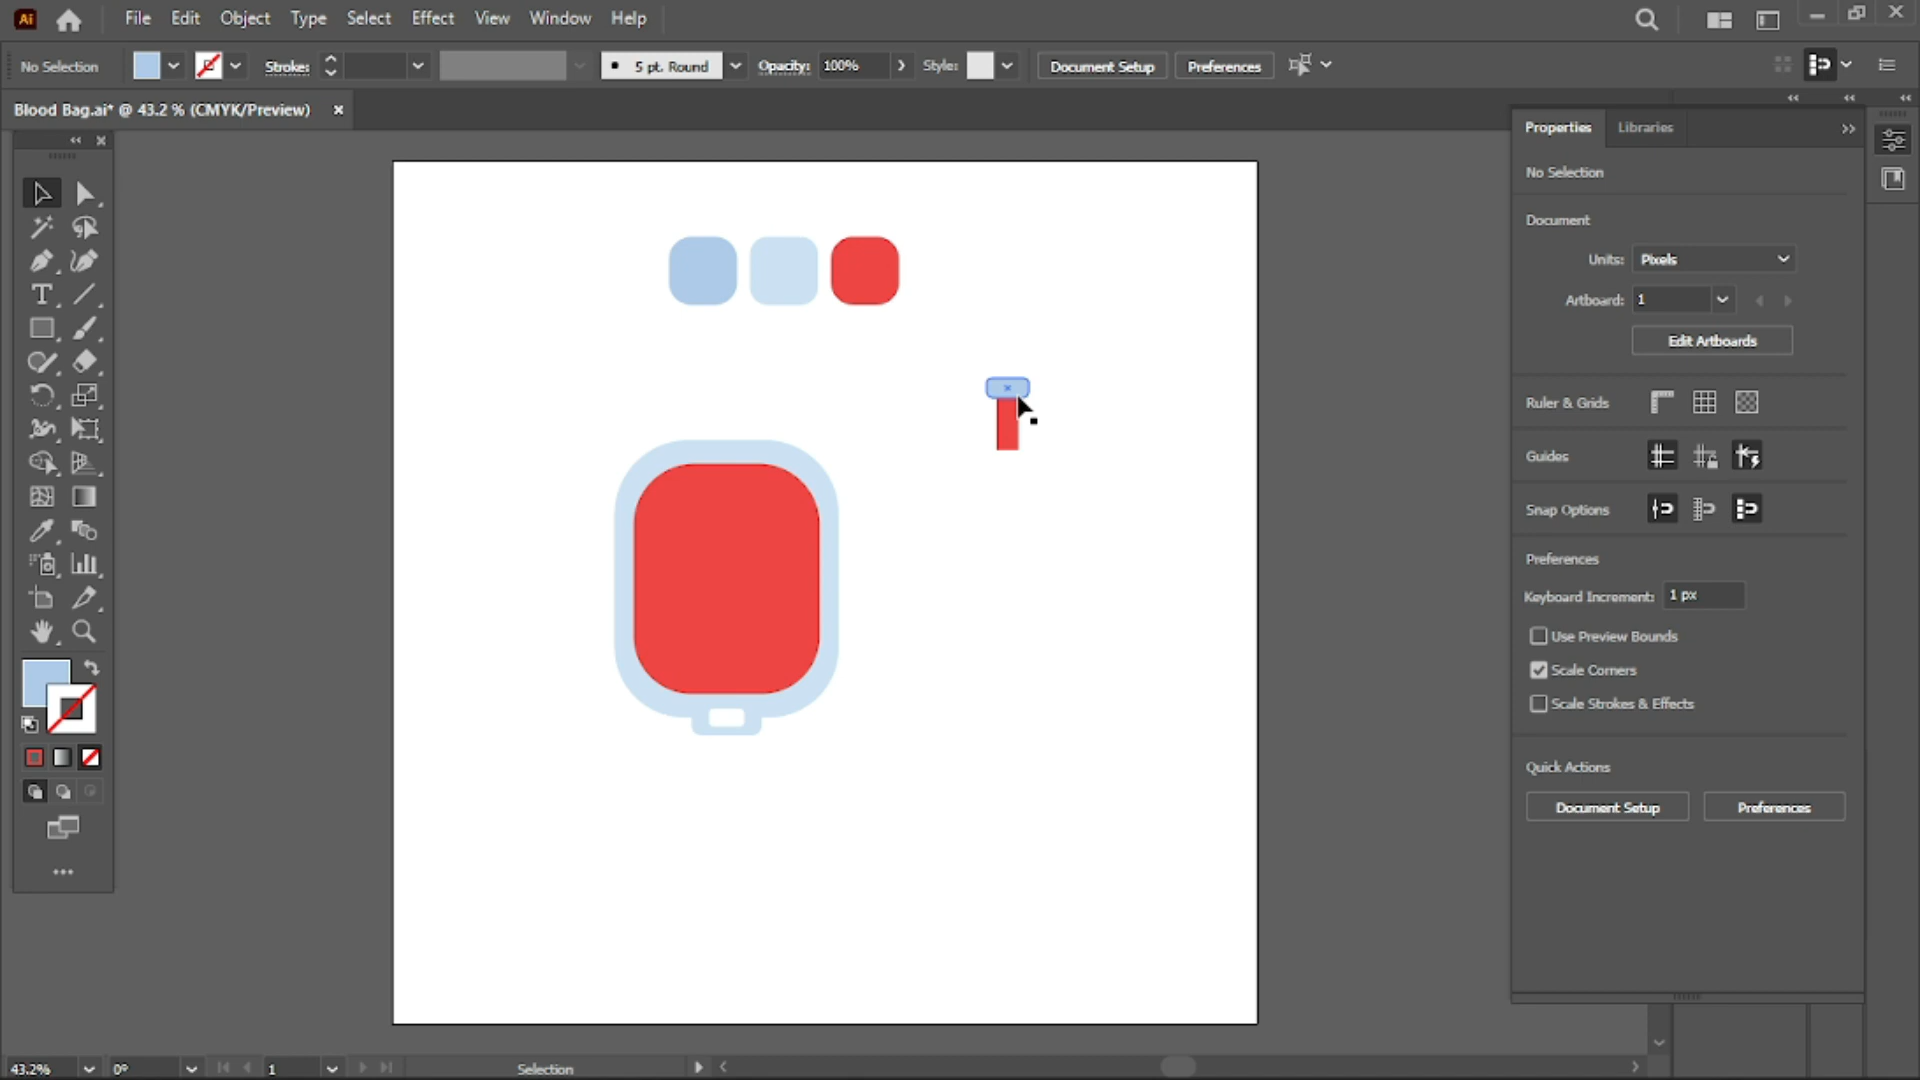 Ai File Edit Object Type Select Effect View Window Help
No Selection Stroke: 5 pt. Round Opacity: 100% Style: Document Setup Preferences
Blood Bag.ai* @ 43.2 % (CMYK/Preview)
Properties Libraries
No Selection
Document
Units: Pixels
Artboard: 1
Edit Artboards
Ruler & Grids
Guides
Snap Options
Preferences
Keyboard Increment: 1 px
Use Preview Bounds
Scale Corners
Scale Strokes & Effects
Quick Actions
Document Setup Preferences
43.2% 0° 1 Selection